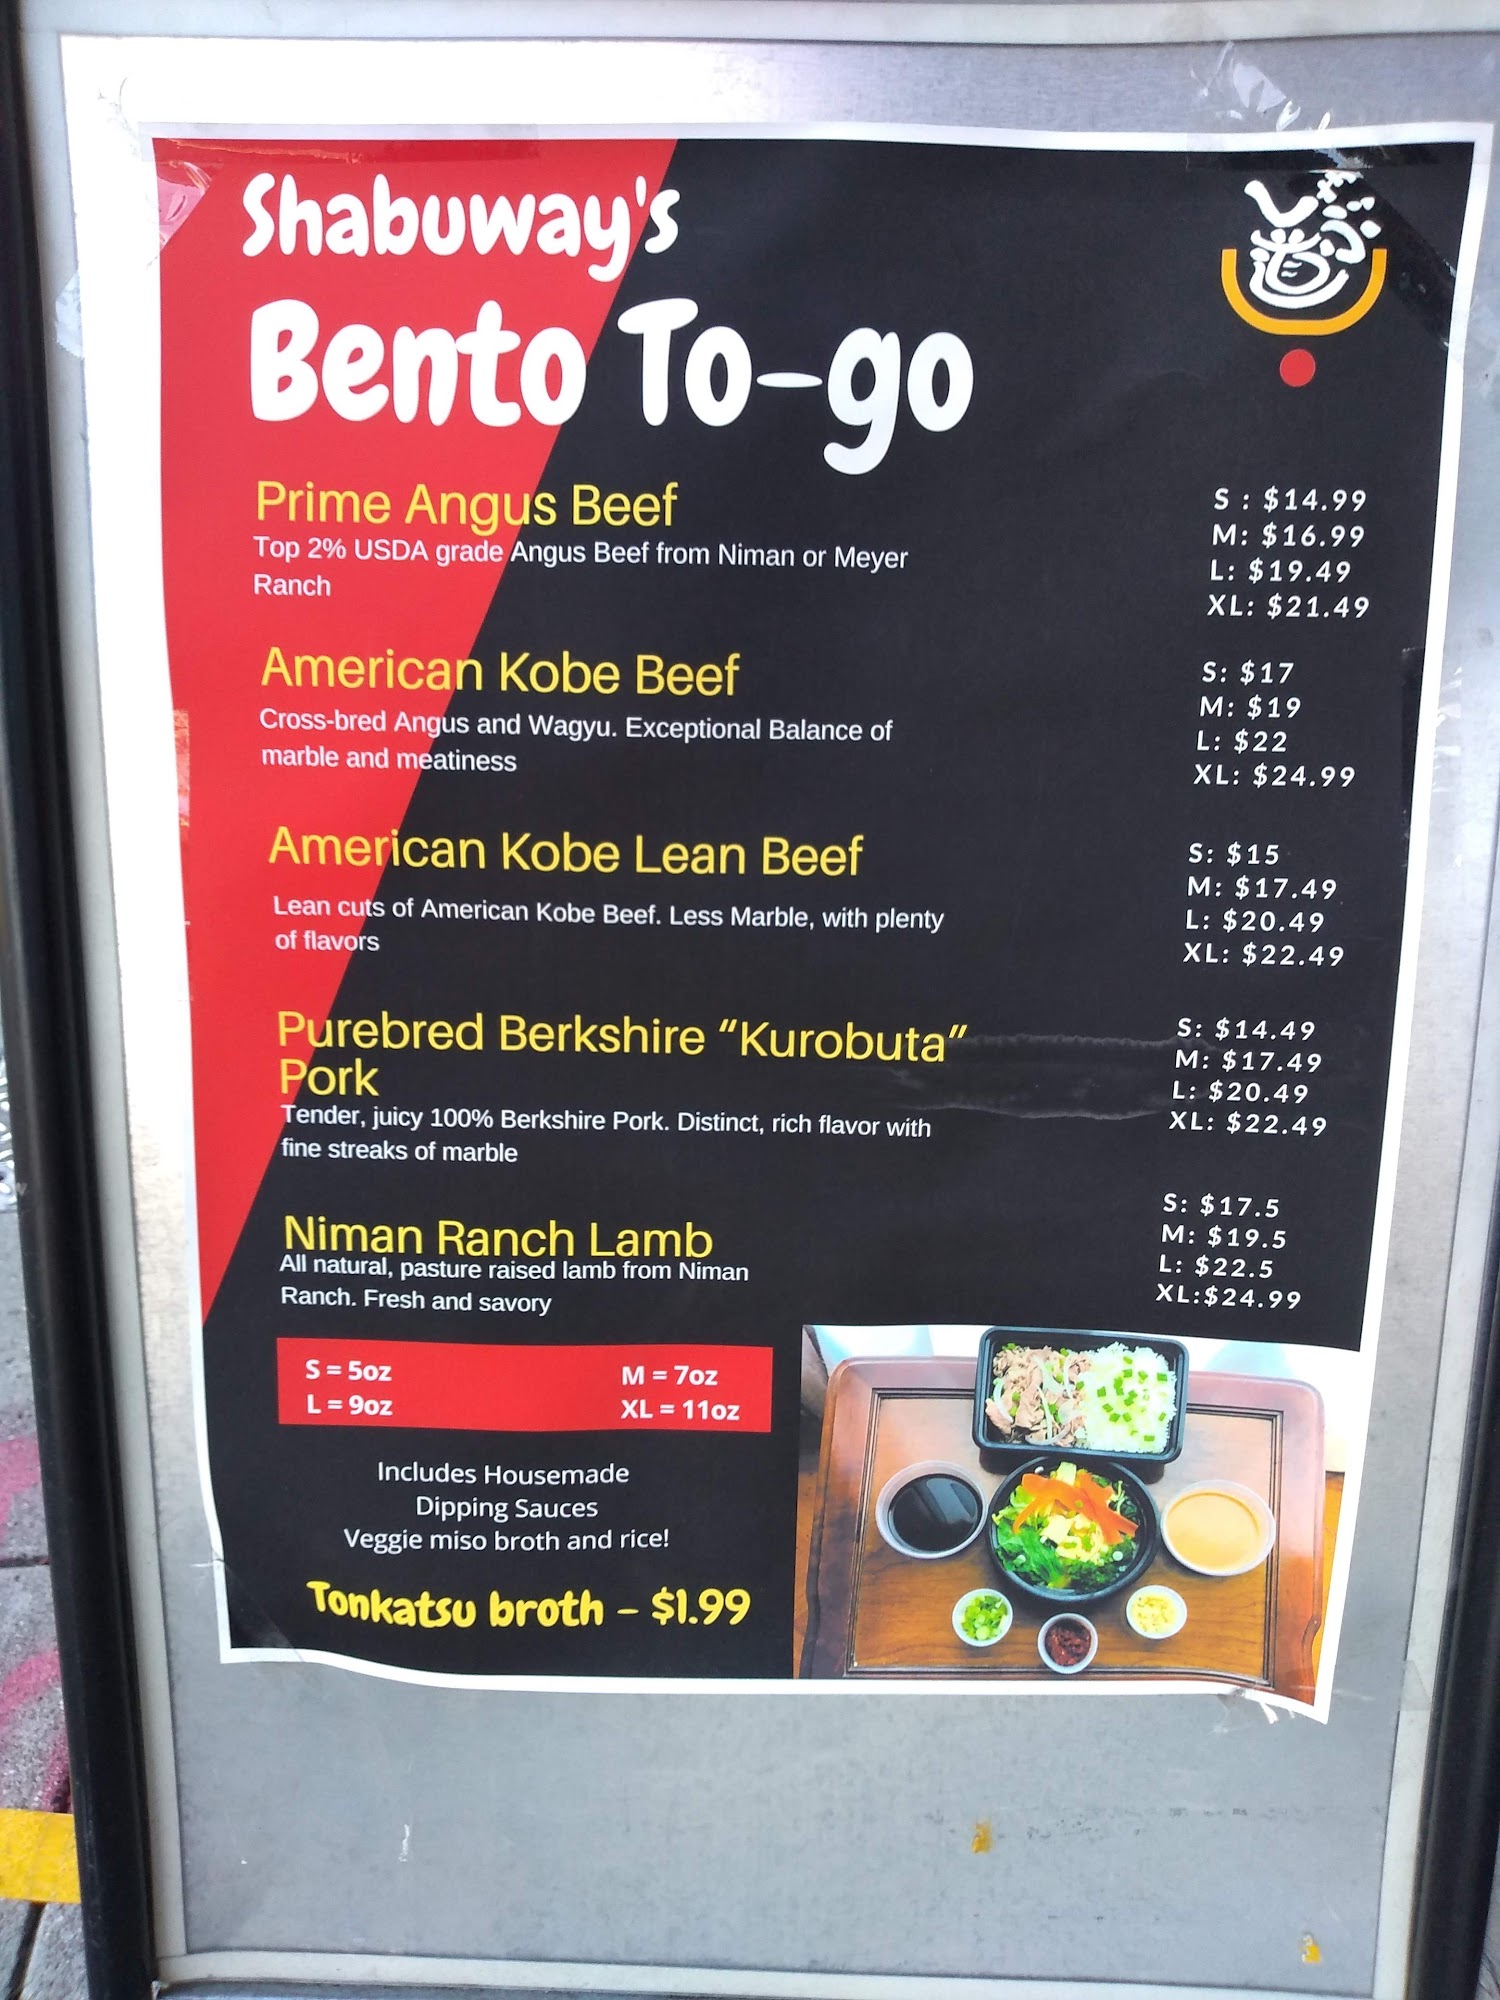 Shabuway's
Bento To-go
Prime Angus Beef
Top 2% USDA grade Angus Beef from Niman or Meyer
Ranch
S : $14.99
M: $16.99
L: $19.49
XL: $21.49
American Kobe Beef
Cross-bred Angus and Wagyu. Exceptional Balance of
marble and meatiness
S: $17
M: $19
L: $22
XL: $24.99
American Kobe Lean Beef
Lean cuts of American Kobe Beef. Less Marble, with plenty
of flavors
S: $15
M: $17.49
L: $20.49
XL: $22.49
Purebred Berkshire “Kurobuta”
Pork
Tender, juicy 100% Berkshire Pork. Distinct, rich flavor with
fine streaks of marble
S: $14.49
M: $17.49
L: $20.49
XL: $22.49
Niman Ranch Lamb
All natural, pasture raised lamb from Niman
Ranch. Fresh and savory
S: $17.5
M: $19.5
L: $22.5
XL:$24.99
S = 5oz M = 7oz
L = 9oz XL = 11oz
Includes Housemade
Dipping Sauces
Veggie miso broth and rice!
Tonkatsu broth - $1.99